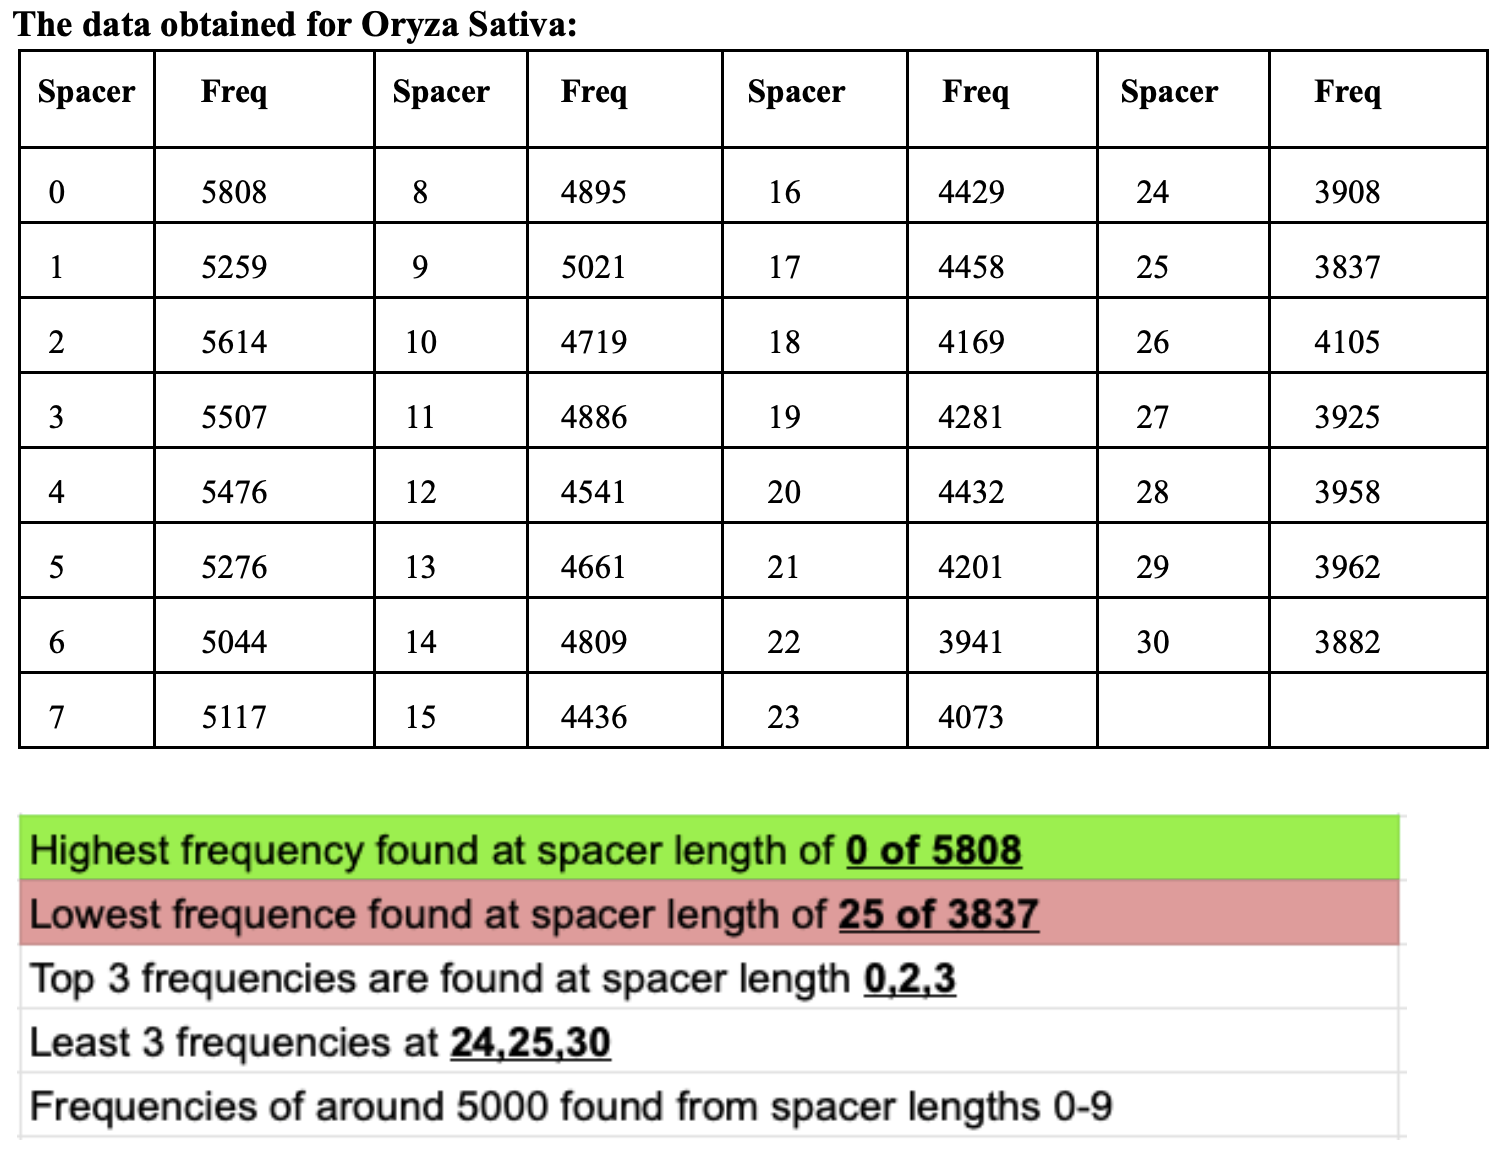 The data obtained for Oryza Sativa:
Spacer Freq Spacer Freq Spacer Freq Spacer Freq
0 5808 8 4895 16 4429 24 3908
1 5259 9 5021 17 4458 25 3837
2 5614 10 4719 18 4169 26 4105
3 5507 11 4886 19 4281 27 3925
4 5476 12 4541 20 4432 28 3958
5 5276 13 4661 21 4201 29 3962
6 5044 14 4809 22 3941 30 3882
7 5117 15 4436 23 4073
Highest frequency found at spacer length of 0 of 5808
Lowest frequence found at spacer length of 25 of 3837
Top 3 frequencies are found at spacer length 0,2,3
Least 3 frequencies at 24,25,30
Frequencies of around 5000 found from spacer lengths 0-9